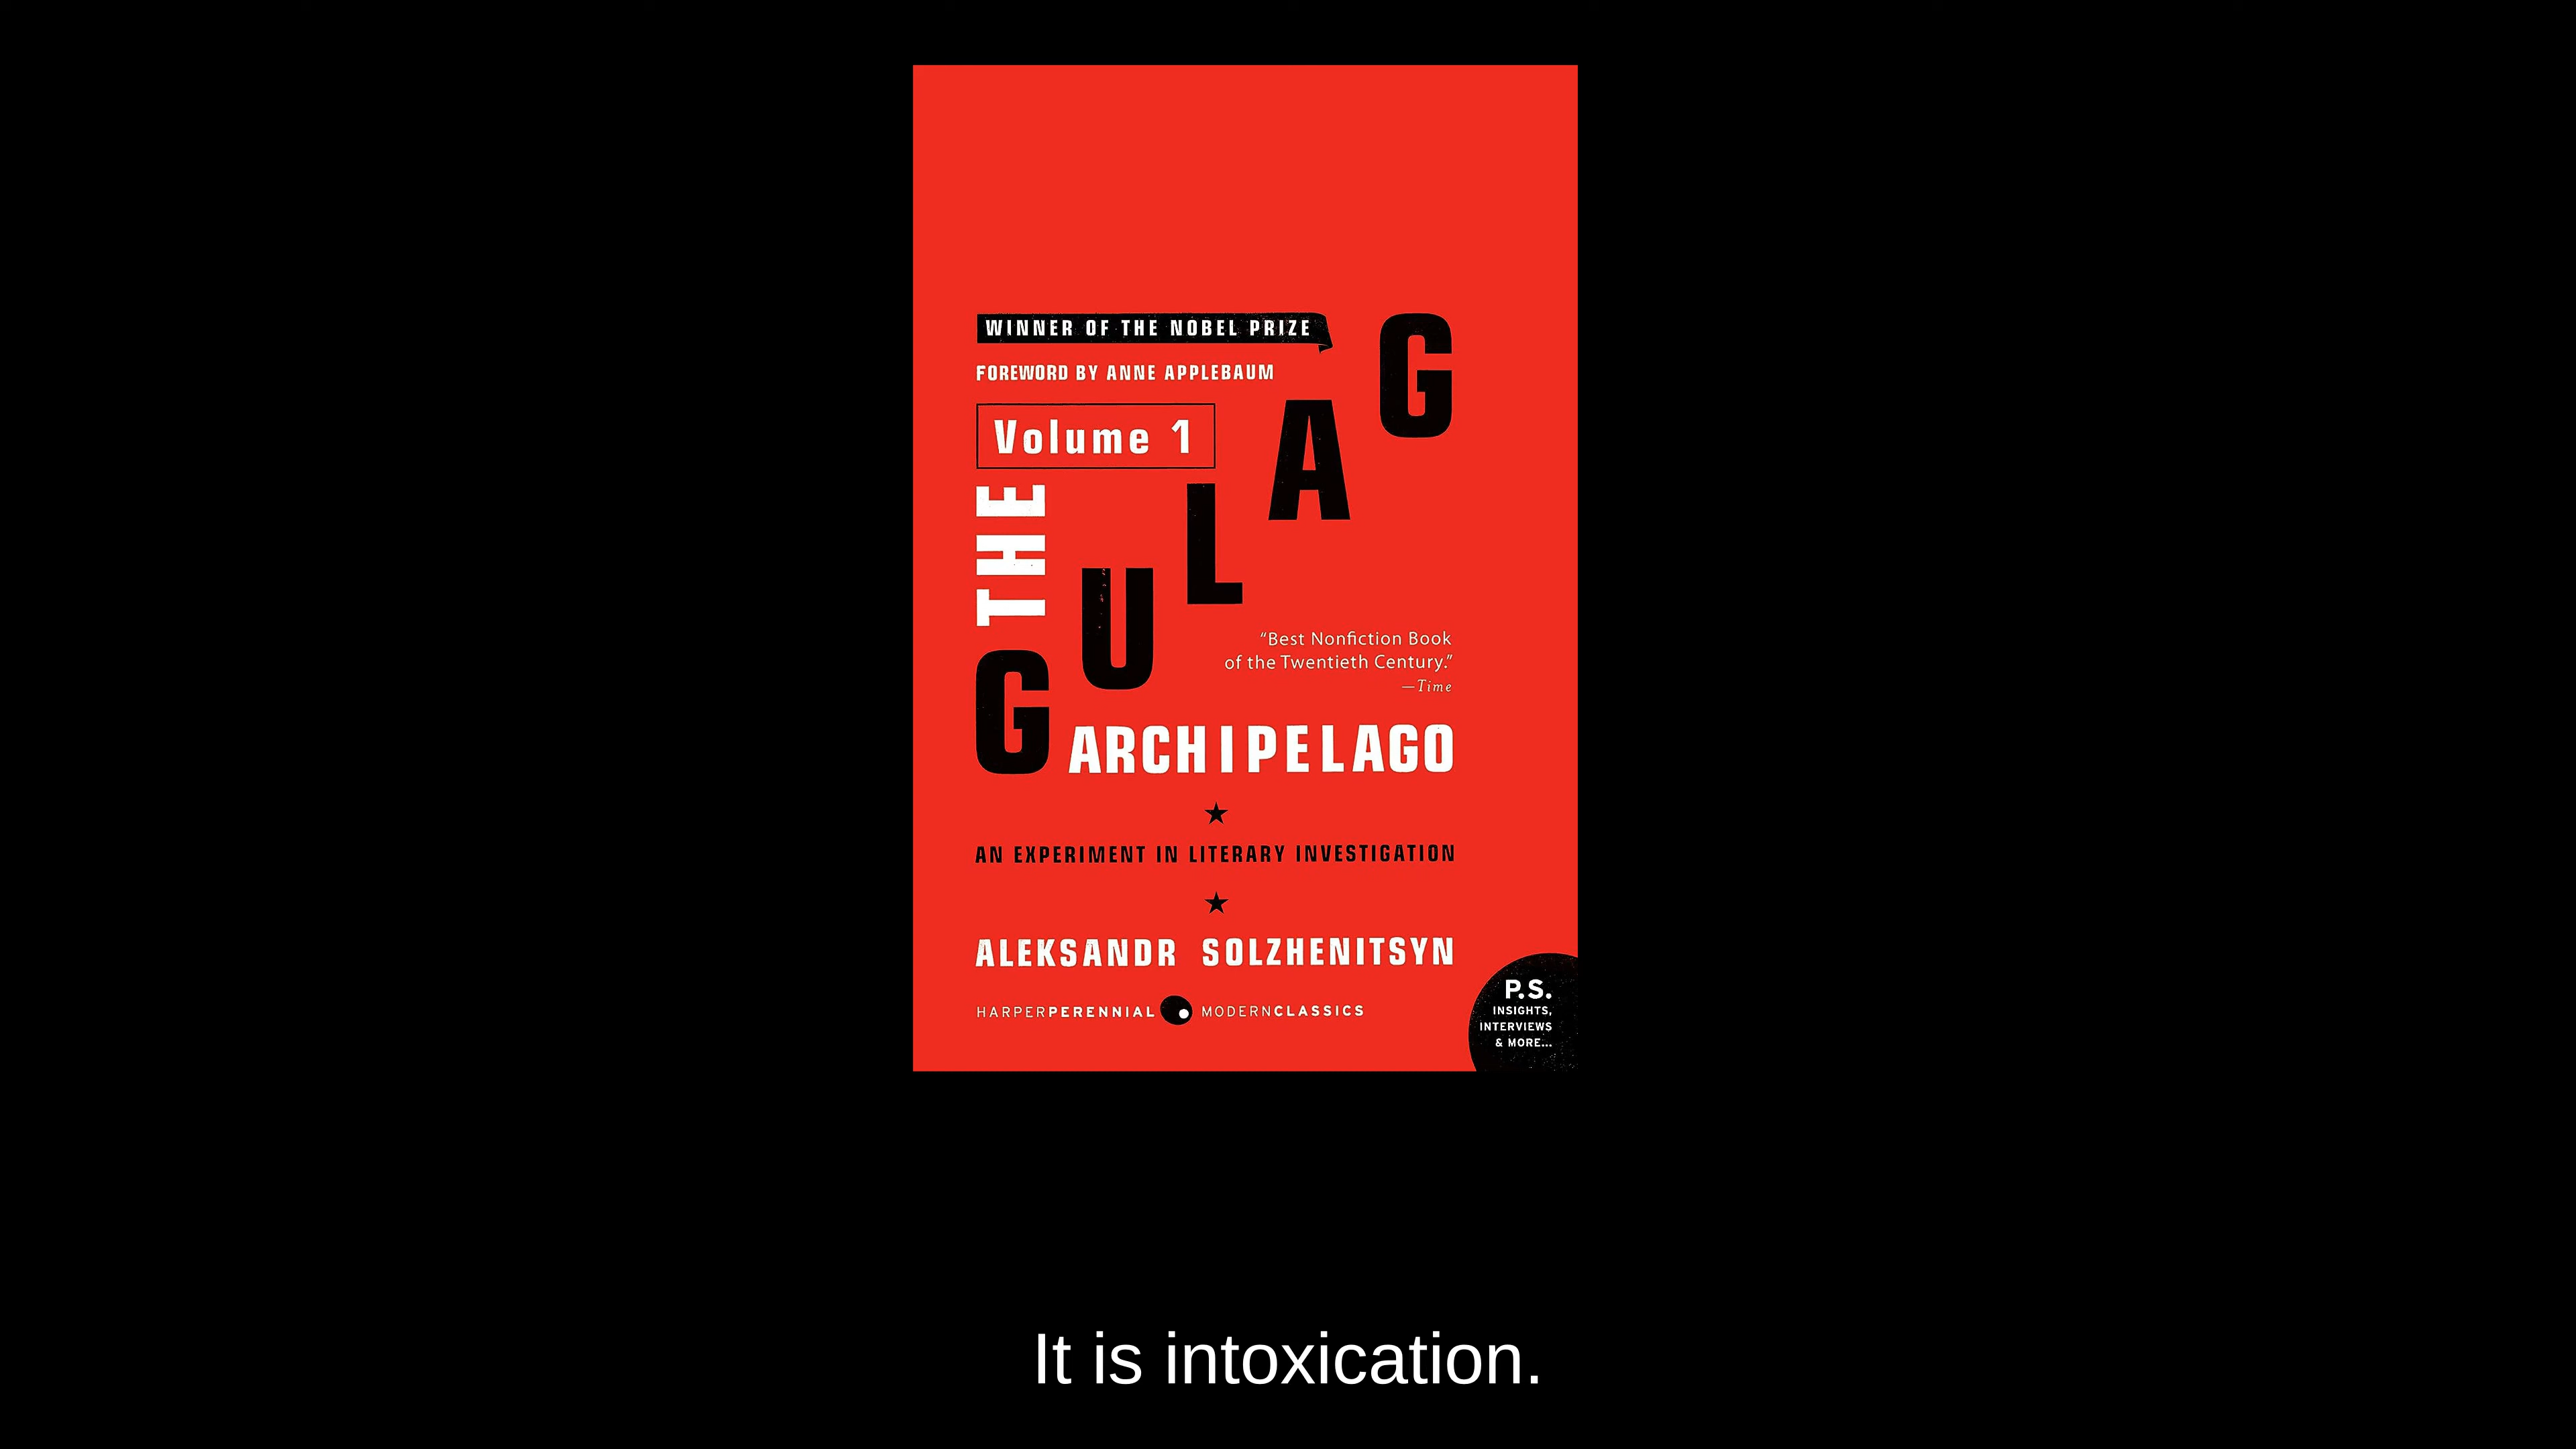 WINNER OF THE NOBEL PRIZE
FOREWORD BY ANNE APPLEBAUM
Volume 1
THE
GULAG
“Best Nonfiction Book
of the Twentieth Century.”
—Time
ARCHIPELAGO
AN EXPERIMENT IN LITERARY INVESTIGATION
ALEKSANDR SOLZHENITSYN
HARPERPERENNIAL MODERNCLASSICS
P.S.
INSIGHTS,
INTERVIEWS
& MORE...
It is intoxication.